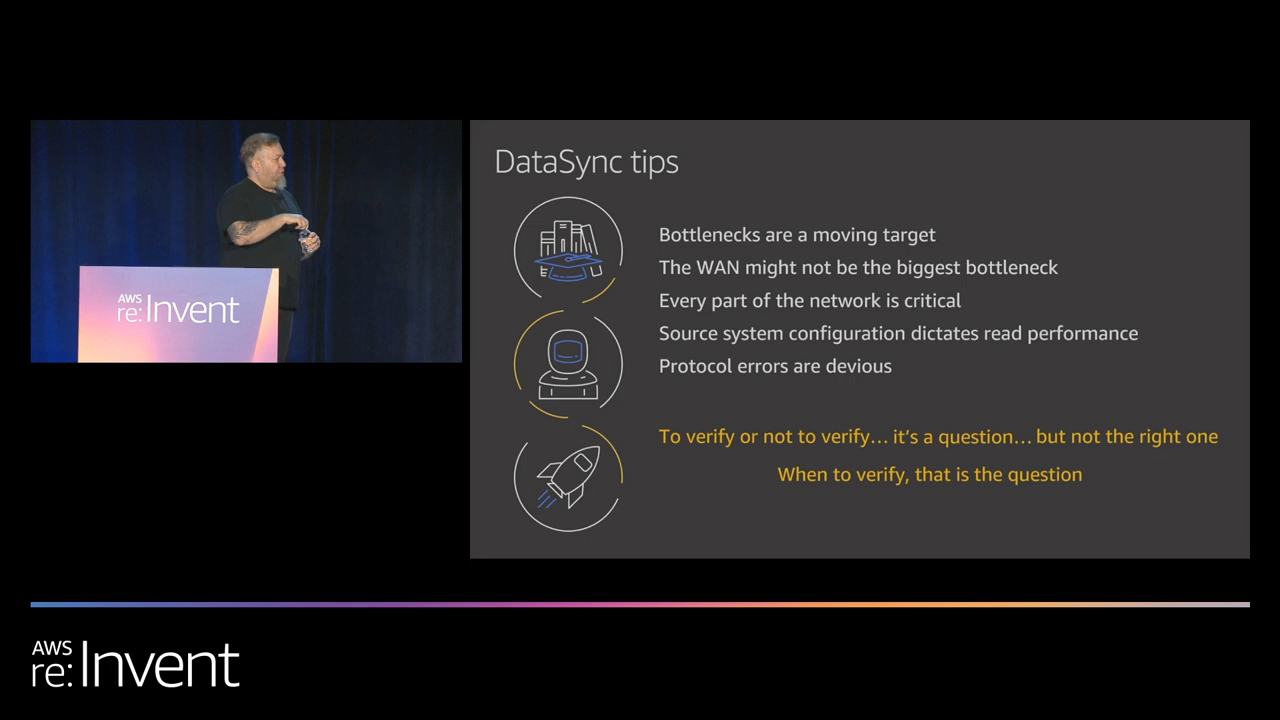 AWS
re:Invent
DataSync tips
Bottlenecks are a moving target
The WAN might not be the biggest bottleneck
Every part of the network is critical
Source system configuration dictates read performance
Protocol errors are devious
To verify or not to verify… it's a question… but not the right one
When to verify, that is the question
AWS
re:Invent